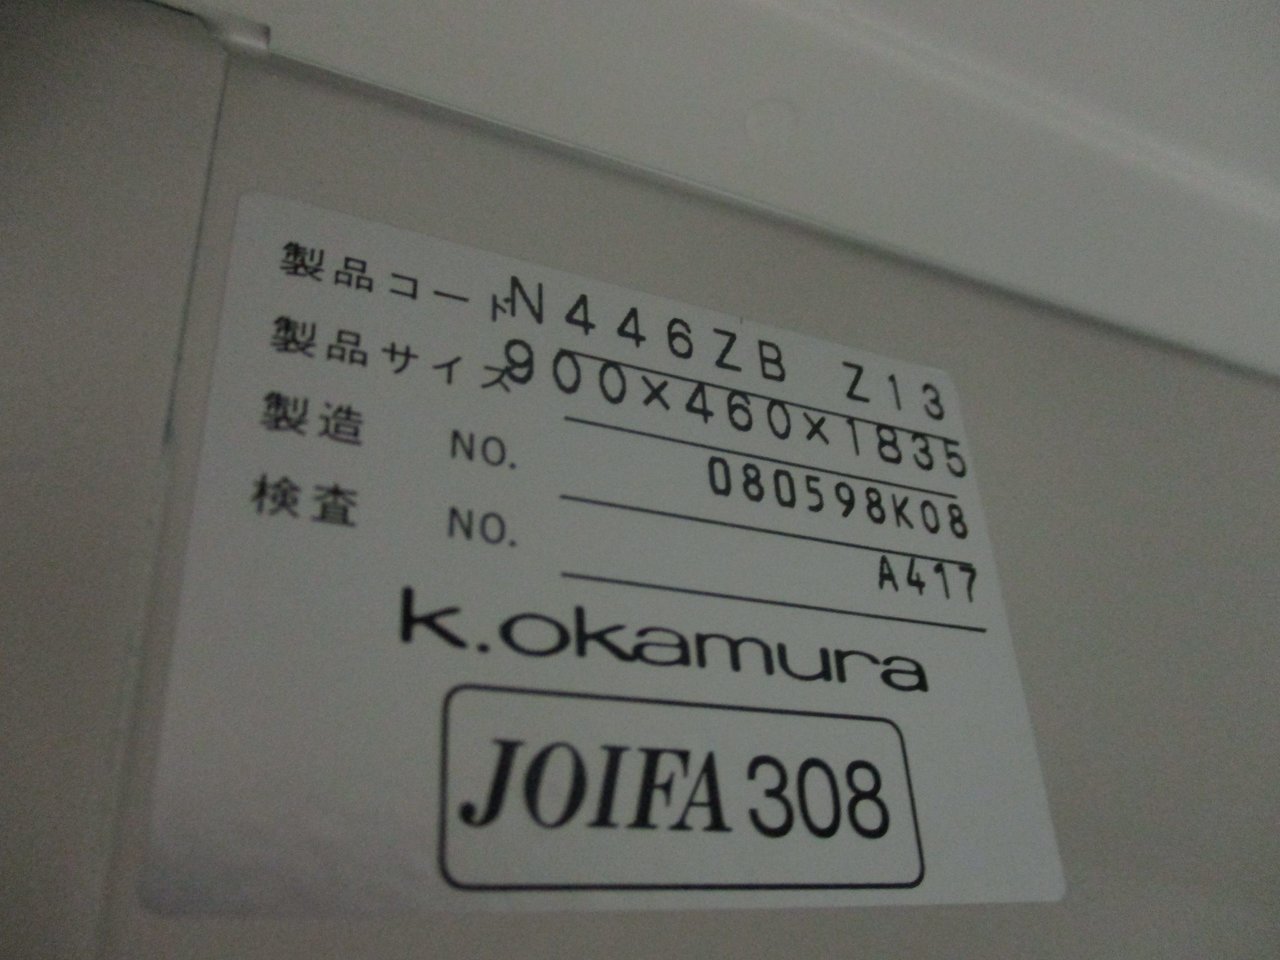 製品コード N446ZB Z13
製品サイズ 900×460×1835
製造 NO. 080598K08
検査 NO. A417
K.OKamura
JOIFA 308